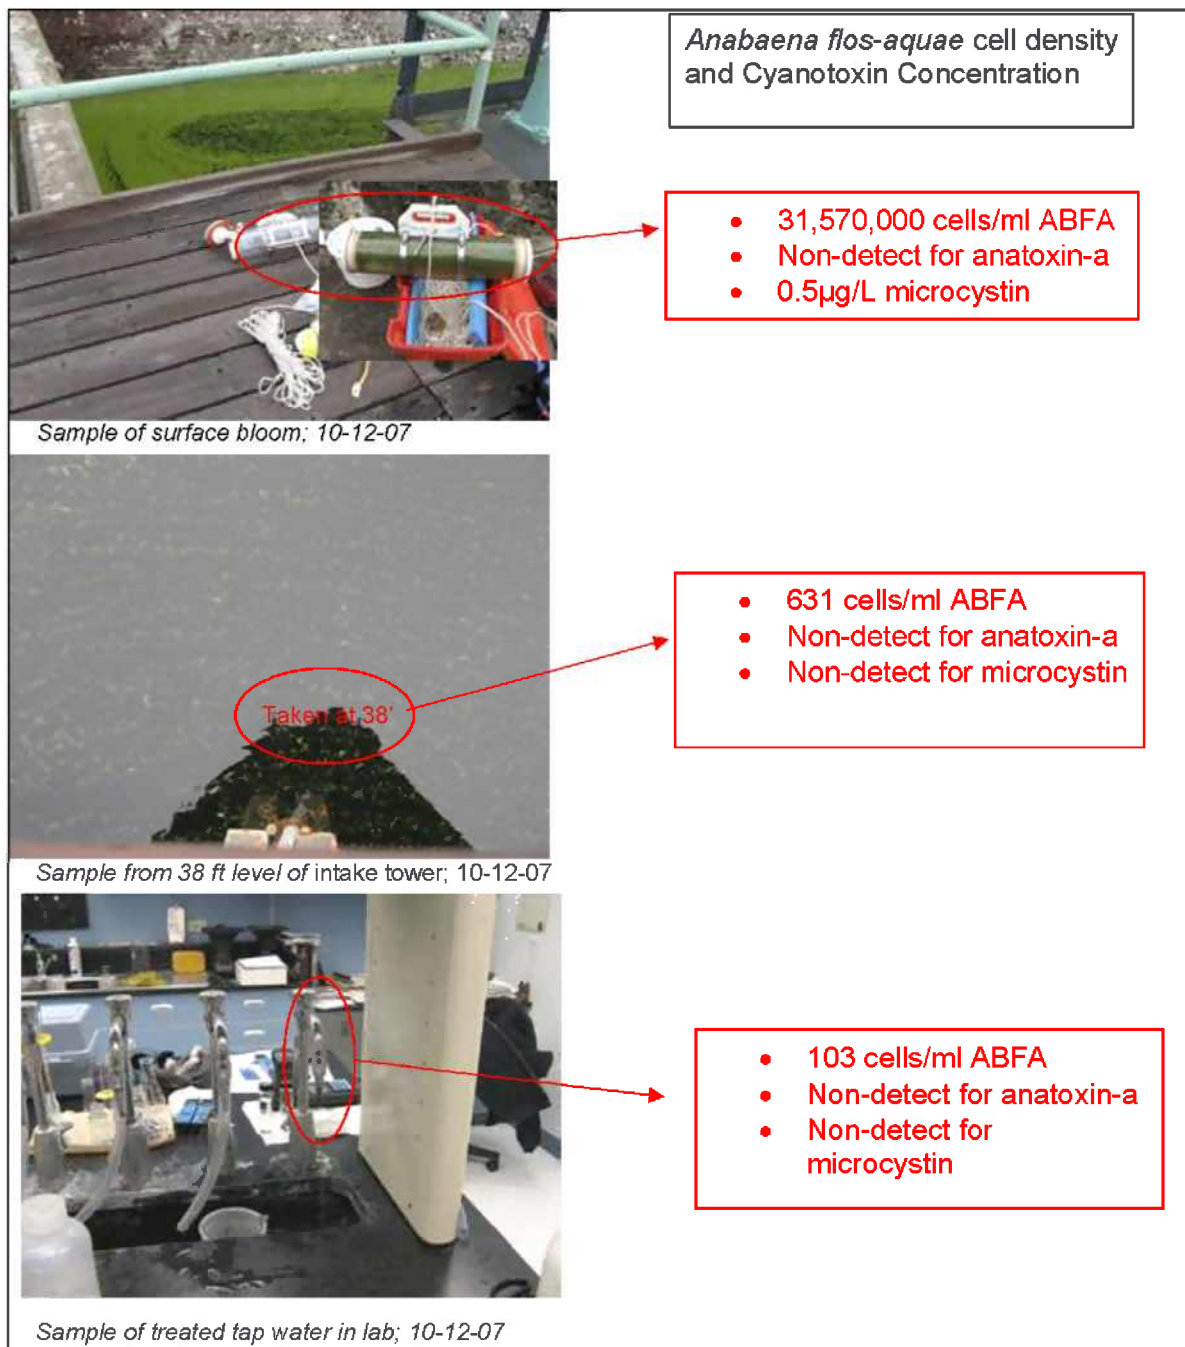 Anabaena flos-aquae cell density
and Cyanotoxin Concentration
• 31,570,000 cells/ml ABFA
• Non-detect for anatoxin-a
• 0.5µg/L microcystin
Sample of surface bloom; 10-12-07
Taken at 38'
• 631 cells/ml ABFA
• Non-detect for anatoxin-a
• Non-detect for microcystin
Sample from 38 ft level of intake tower; 10-12-07
• 103 cells/ml ABFA
• Non-detect for anatoxin-a
• Non-detect for
microcystin
Sample of treated tap water in lab; 10-12-07